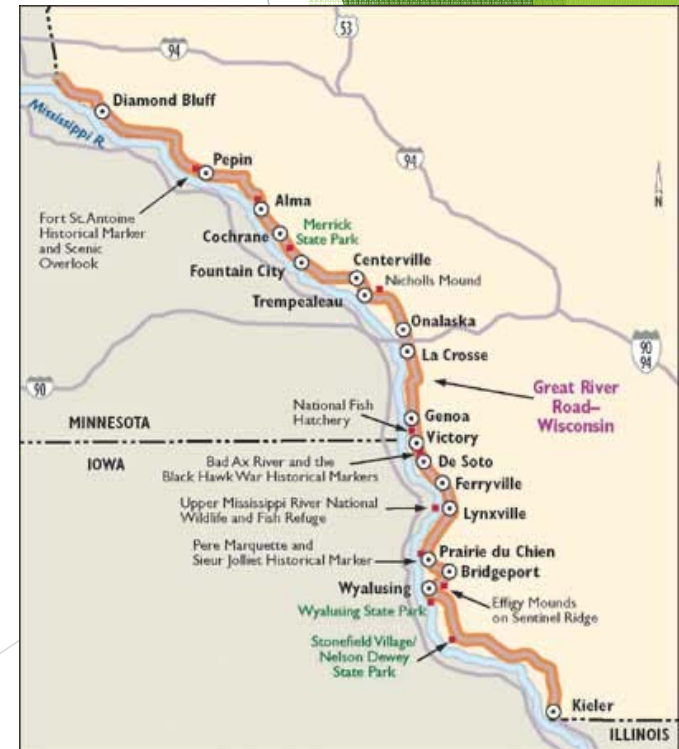 53
94
Diamond Bluff
Mississippi R.
Pepin
94
Alma
Fort St. Antoine
Historical Marker
and Scenic
Overlook
Cochrane
Merrick
State Park
N
Fountain City
Centerville
Nicholls Mound
Trempealeau
Onalaska
90
94
La Crosse
90
Great River
Road–
Wisconsin
National Fish
Hatchery
Genoa
MINNESOTA
Victory
IOWA
Bad Ax River and the
Black Hawk War Historical Markers
De Soto
Ferryville
Upper Mississippi River National
Wildlife and Fish Refuge
Lynxville
Pere Marquette and
Sieur Jolliet Historical Marker
Prairie du Chien
Bridgeport
Wyalusing
Effigy Mounds
on Sentinel Ridge
Wyalusing State Park
Stonefield Village/
Nelson Dewey
State Park
Kieler
ILLINOIS